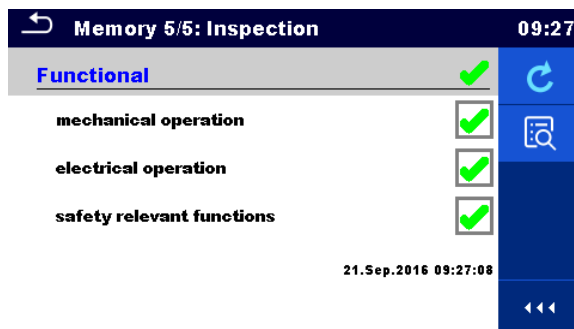 Memory 5/5: Inspection 09:27
Functional
mechanical operation
electrical operation
safety relevant functions
21.Sep.2016 09:27:08